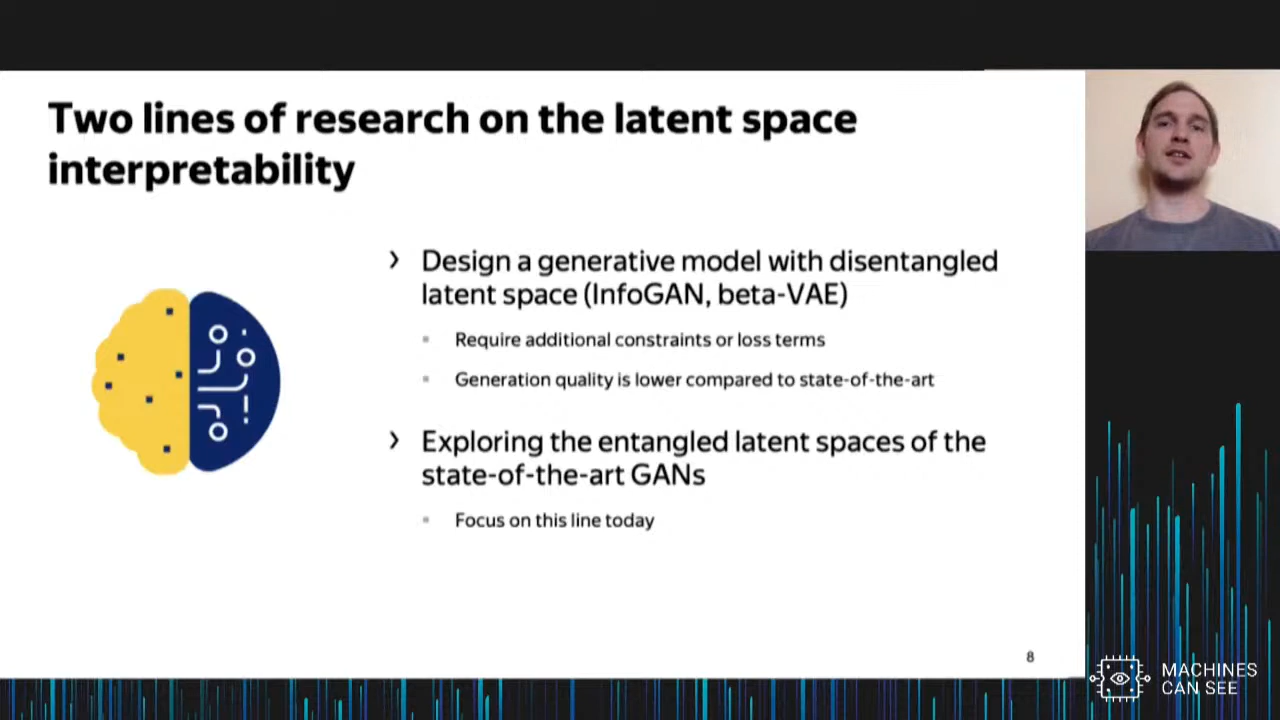 Two lines of research on the latent space
interpretability
› Design a generative model with disentangled
latent space (InfoGAN, beta-VAE)
▪ Require additional constraints or loss terms
▪ Generation quality is lower compared to state-of-the-art
› Exploring the entangled latent spaces of the
state-of-the-art GANs
▪ Focus on this line today
8
MACHINES
CAN SEE